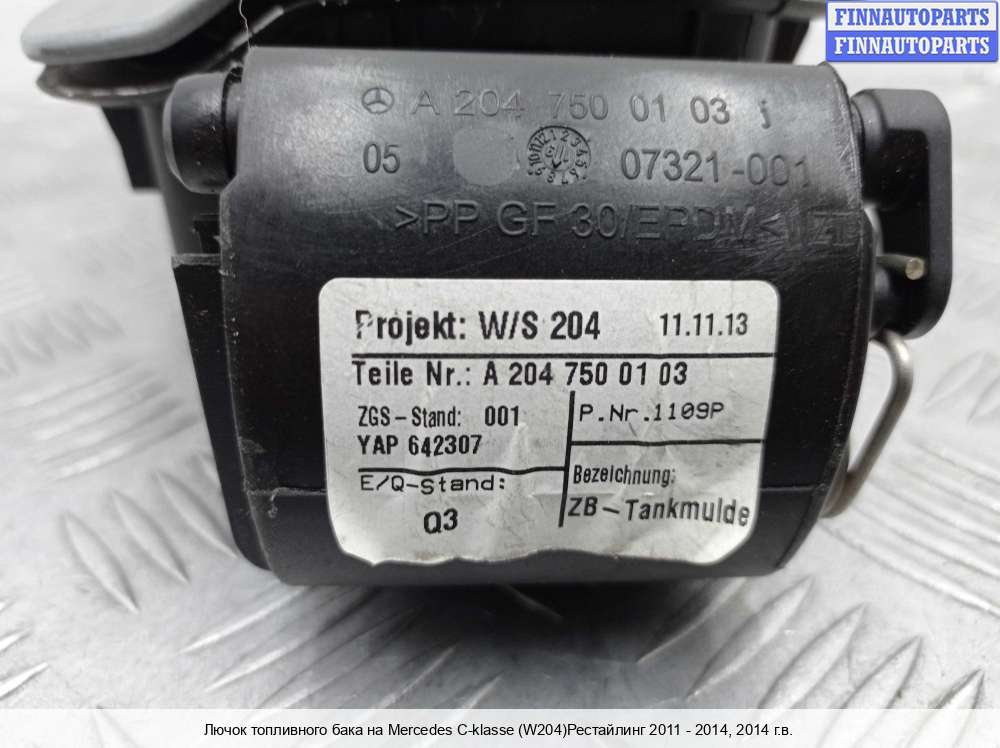 FINNAUTOPARTS
FINNAUTOPARTS
A 204 750 01 03 j
05 07321-001
>PP GF 30/EPDM<
Projekt: W/S 204 11.11.13
Teile Nr.: A 204 750 01 03
ZGS-Stand: 001 P.Nr.1109P
YAP 642307
E/Q-Stand: Bezeichnung:
Q3 ZB-Tankmulde
Лючок топливного бака на Mercedes C-klasse (W204)Рестайлинг 2011 - 2014, 2014 г.в.